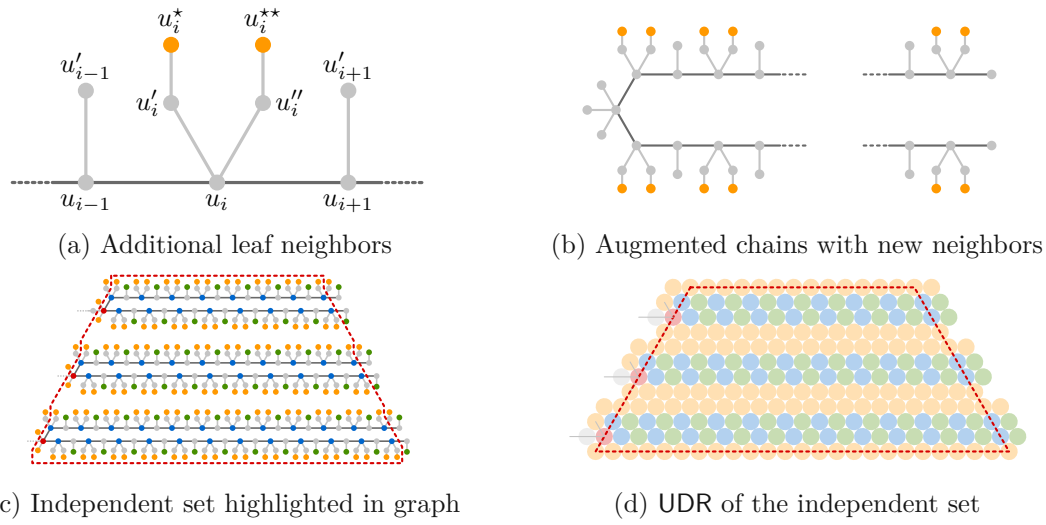 u⋆i u⋆⋆i
u′i−1 u′i+1
u′i u′′i
ui−1 ui ui+1
(a) Additional leaf neighbors
(b) Augmented chains with new neighbors
c) Independent set highlighted in graph
(d) UDR of the independent set